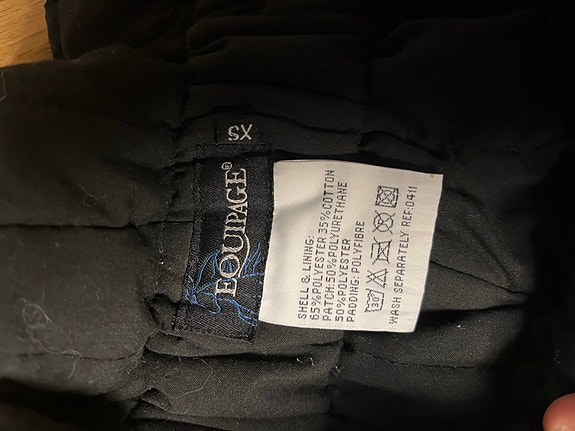 XS
EQUIPAGE®
SHELL & LINING:
65%POLYESTER.35%COTTON
PATCH:50%POLYURETHANE
50%POLYESTER
PADDING: POLYFIBRE
30°
WASH SEPARATELY REF:0411